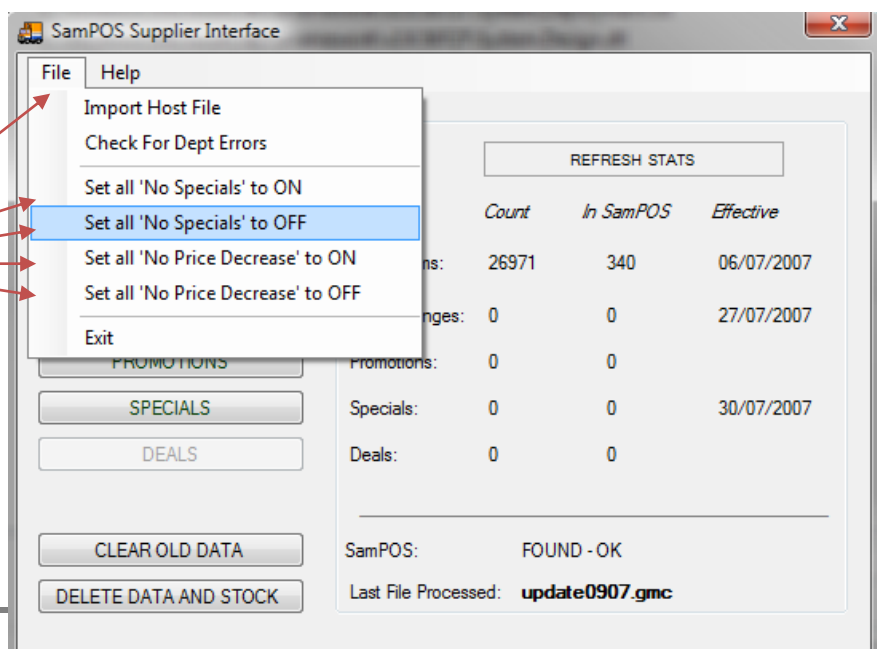 SamPOS Supplier Interface
File Help
Import Host File
Check For Dept Errors
Set all 'No Specials' to ON
Set all 'No Specials' to OFF
Set all 'No Price Decrease' to ON
Set all 'No Price Decrease' to OFF
Exit
REFRESH STATS
Count In SamPOS Effective
ms: 26971 340 06/07/2007
nges: 0 0 27/07/2007
PROMOTIONS Promotions: 0 0
SPECIALS Specials: 0 0 30/07/2007
DEALS Deals: 0 0
CLEAR OLD DATA SamPOS: FOUND - OK
DELETE DATA AND STOCK Last File Processed: update0907.gmc